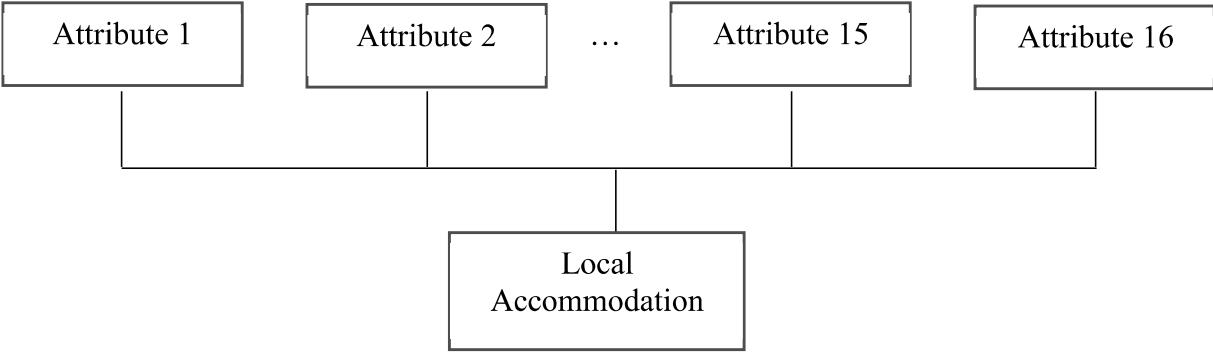 Attribute 1
Attribute 2
...
Attribute 15
Attribute 16
Local
Accommodation